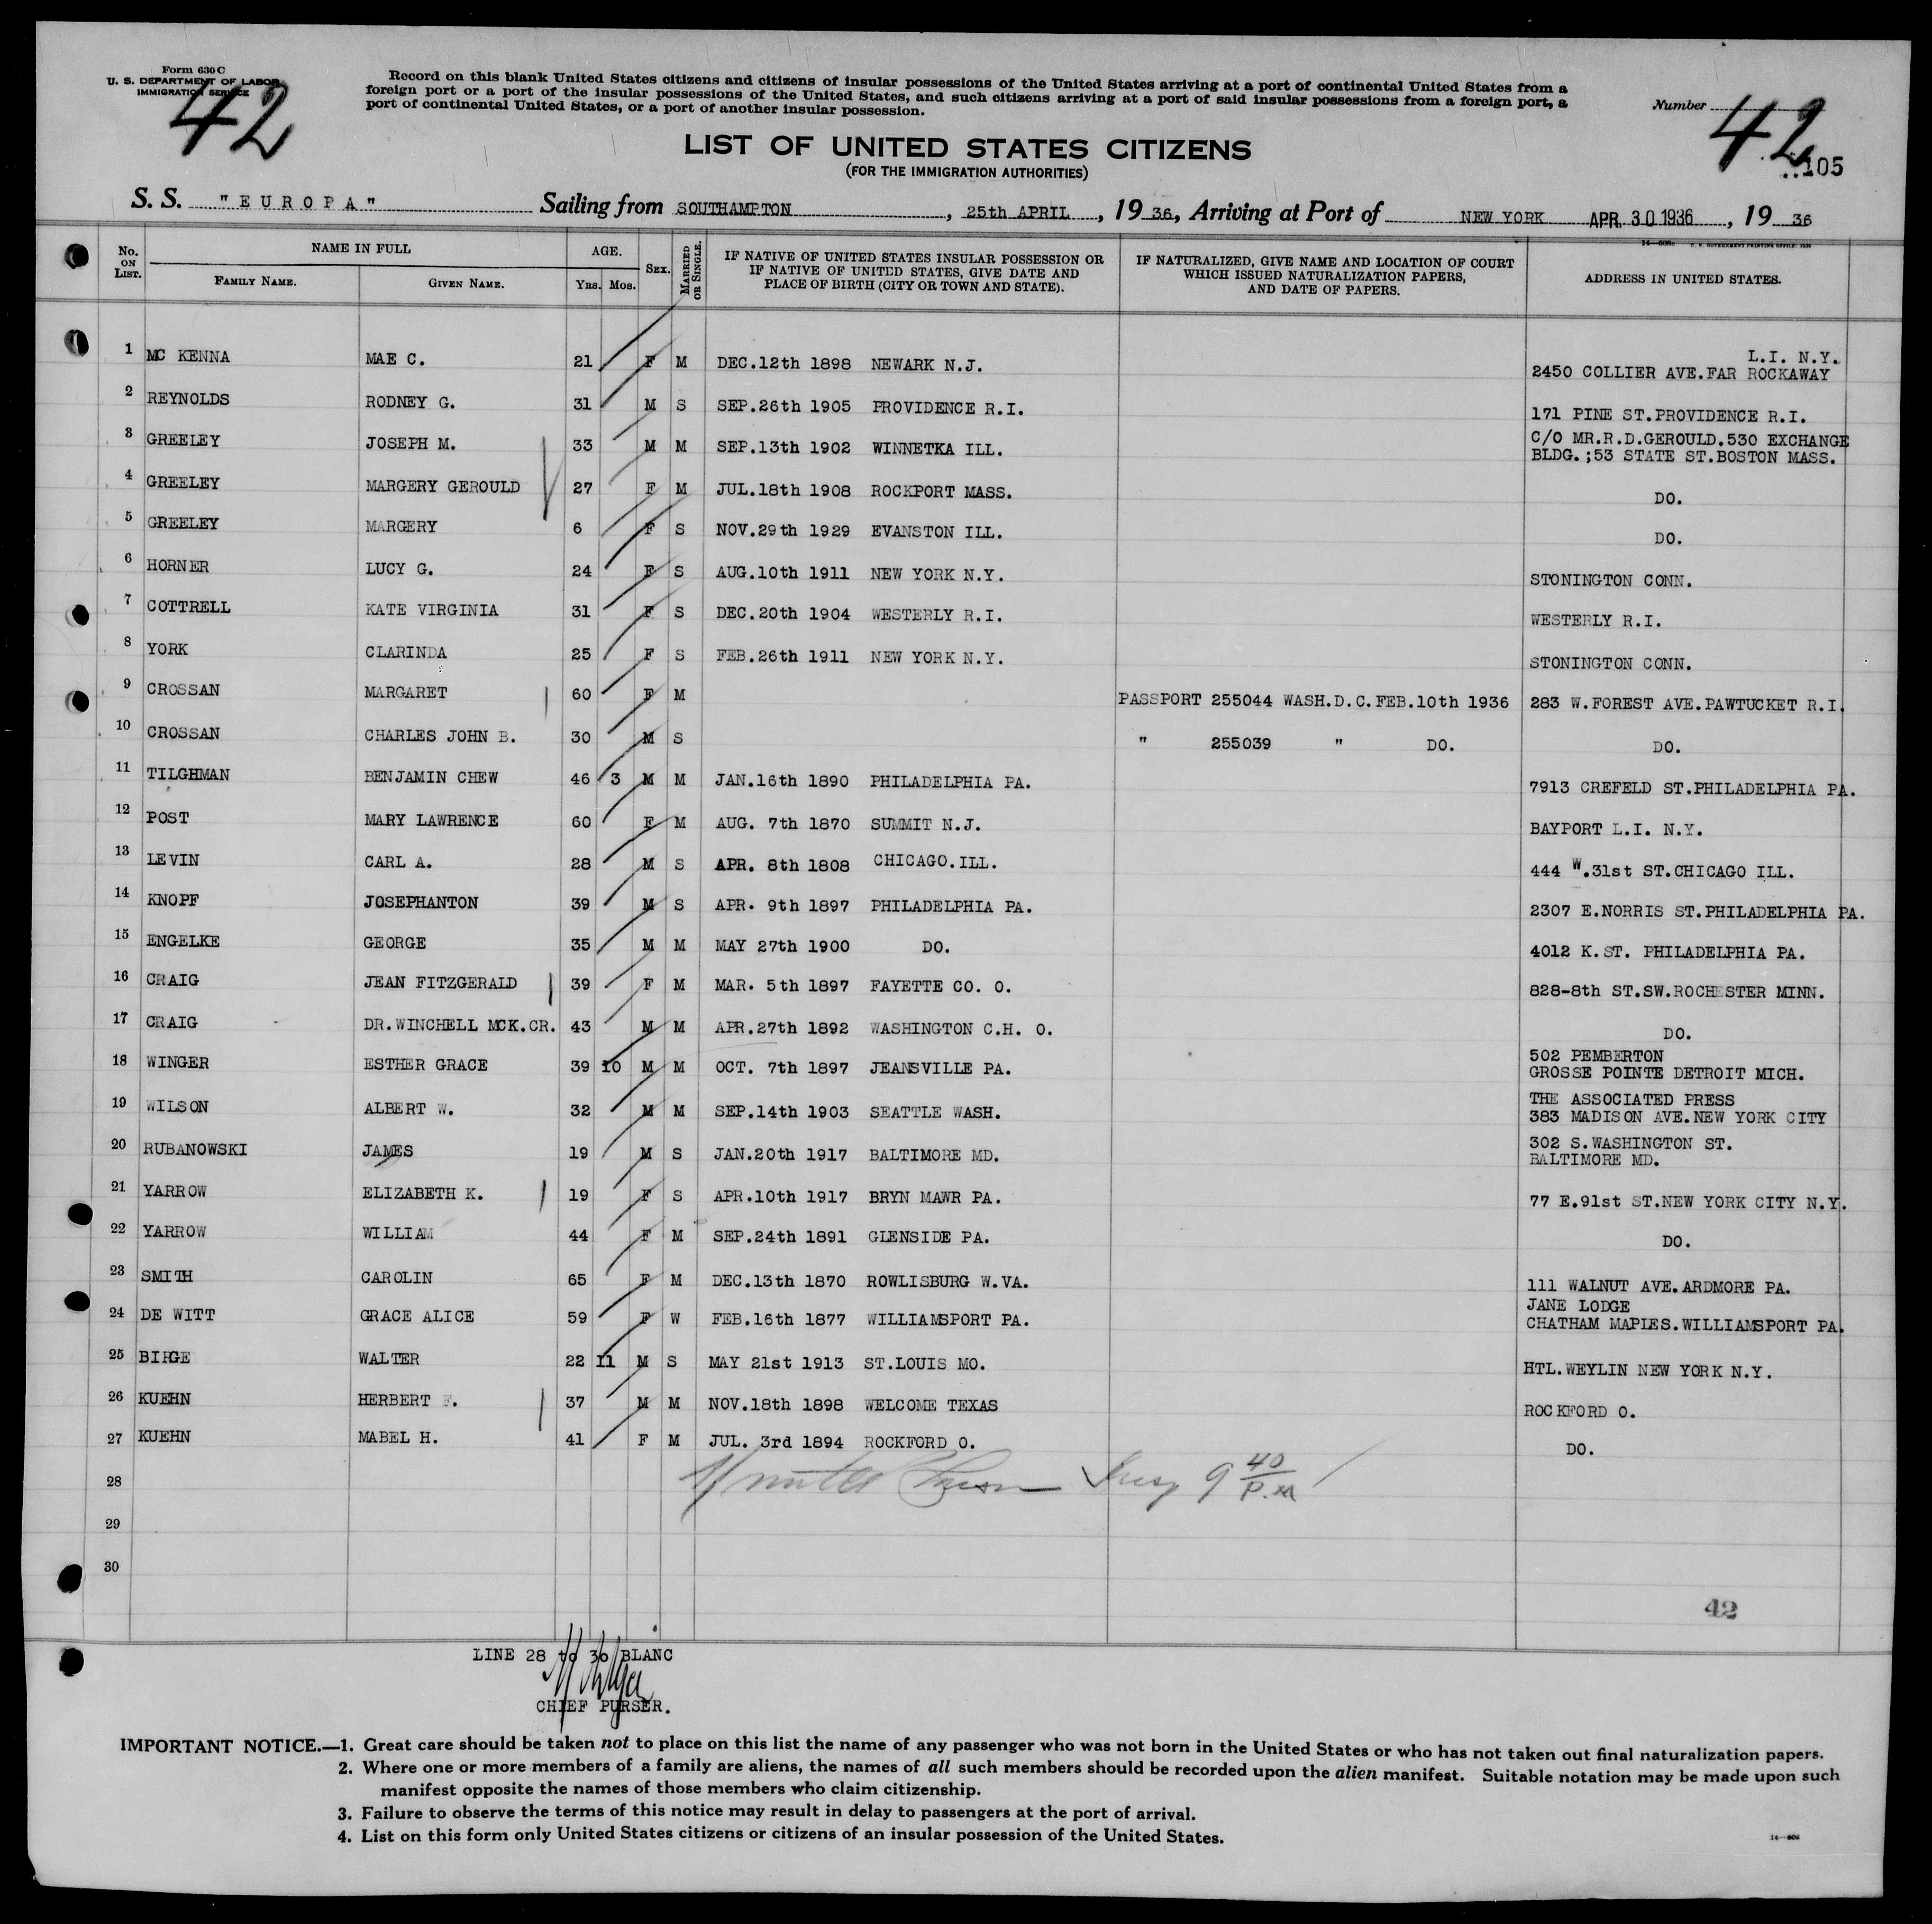 Form 630 C
U. S. DEPARTMENT OF LABOR
IMMIGRATION SERVICE
42
Record on this blank United States citizens and citizens of insular possessions of the United States arriving at a port of continental United States from a
foreign port or a port of the insular possessions of the United States, and such citizens arriving at a port of said insular possessions from a foreign port, a
port of continental United States, or a port of another insular possession.
Number 42
105
LIST OF UNITED STATES CITIZENS
(FOR THE IMMIGRATION AUTHORITIES)
S. S. "EUROPA" Sailing from SOUTHAMPTON, 25th APRIL, 19 36, Arriving at Port of NEW YORK APR 30 1936, 19 36
No. ON LIST. NAME IN FULL FAMILY NAME. GIVEN NAME. AGE. YRS. MOS. SEX. MARRIED OR SINGLE. IF NATIVE OF UNITED STATES INSULAR POSSESSION OR IF NATIVE OF UNITED STATES, GIVE DATE AND PLACE OF BIRTH (CITY OR TOWN AND STATE). IF NATURALIZED, GIVE NAME AND LOCATION OF COURT WHICH ISSUED NATURALIZATION PAPERS, AND DATE OF PAPERS. ADDRESS IN UNITED STATES.
1 MC KENNA MAE C. 21 F M DEC.12th 1898 NEWARK N.J. L.I. N.Y. 2450 COLLIER AVE.FAR ROCKAWAY
2 REYNOLDS RODNEY G. 31 M S SEP.26th 1905 PROVIDENCE R.I. 171 PINE ST.PROVIDENCE R.I.
3 GREELEY JOSEPH M. 33 M M SEP.13th 1902 WINNETKA ILL. C/O MR.R.D.GEROULD.530 EXCHANGE BLDG.;53 STATE ST.BOSTON MASS.
4 GREELEY MARGERY GEROULD 27 F M JUL.18th 1908 ROCKPORT MASS. DO.
5 GREELEY MARGERY 6 F S NOV.29th 1929 EVANSTON ILL. DO.
6 HORNER LUCY G. 24 F S AUG.10th 1911 NEW YORK N.Y. STONINGTON CONN.
7 COTTRELL KATE VIRGINIA 31 F S DEC.20th 1904 WESTERLY R.I. WESTERLY R.I.
8 YORK CLARINDA 25 F S FEB.26th 1911 NEW YORK N.Y. STONINGTON CONN.
9 CROSSAN MARGARET 60 F M PASSPORT 255044 WASH.D.C.FEB.10th 1936 283 W.FOREST AVE.PAWTUCKET R.I.
10 CROSSAN CHARLES JOHN B. 30 M S " 255039 " DO. DO.
11 TILGHMAN BENJAMIN CHEW 46 3 M M JAN.16th 1890 PHILADELPHIA PA. 7913 CREFELD ST.PHILADELPHIA PA.
12 POST MARY LAWRENCE 60 F M AUG. 7th 1870 SUMMIT N.J. BAYPORT L.I. N.Y.
13 LEVIN CARL A. 28 M S APR. 8th 1808 CHICAGO.ILL. 444 W.31st ST.CHICAGO ILL.
14 KNOPF JOSEPHANTON 39 M S APR. 9th 1897 PHILADELPHIA PA. 2307 E.NORRIS ST.PHILADELPHIA PA.
15 ENGELKE GEORGE 35 M M MAY 27th 1900 DO. 4012 K.ST. PHILADELPHIA PA.
16 CRAIG JEAN FITZGERALD 39 F M MAR. 5th 1897 FAYETTE CO. O. 828-8th ST.SW.ROCHESTER MINN.
17 CRAIG DR.WINCHELL MCK.CR. 43 M M APR.27th 1892 WASHINGTON C.H. O. DO.
18 WINGER ESTHER GRACE 39 10 M M OCT. 7th 1897 JEANSVILLE PA. 502 PEMBERTON GROSSE POINTE DETROIT MICH.
19 WILSON ALBERT W. 32 M M SEP.14th 1903 SEATTLE WASH. THE ASSOCIATED PRESS 383 MADISON AVE.NEW YORK CITY
20 RUBANOWSKI JAMES 19 M S JAN.20th 1917 BALTIMORE MD. 302 S.WASHINGTON ST. BALTIMORE MD.
21 YARROW ELIZABETH K. 19 F S APR.10th 1917 BRYN MAWR PA. 77 E.91st ST.NEW YORK CITY N.Y.
22 YARROW WILLIAM 44 F M SEP.24th 1891 GLENSIDE PA. DO.
23 SMITH CAROLIN 65 F M DEC.13th 1870 ROWLISBURG W.VA. 111 WALNUT AVE.ARDMORE PA.
24 DE WITT GRACE ALICE 59 F W FEB.16th 1877 WILLIAMSPORT PA. JANE LODGE CHATHAM MAPLES.WILLIAMSPORT PA.
25 BIRGE WALTER 22 11 M S MAY 21st 1913 ST.LOUIS MO. HTL.WEYLIN NEW YORK N.Y.
26 KUEHN HERBERT F. 37 M M NOV.18th 1898 WELCOME TEXAS ROCKFORD O.
27 KUEHN MABEL H. 41 F M JUL. 3rd 1894 ROCKFORD O. DO.
28 Insp 9 40 P.M
29
30
42
LINE 28 to 30 BLANC
CHIEF PURSER.
IMPORTANT NOTICE.—1. Great care should be taken not to place on this list the name of any passenger who was not born in the United States or who has not taken out final naturalization papers.
2. Where one or more members of a family are aliens, the names of all such members should be recorded upon the alien manifest. Suitable notation may be made upon such
manifest opposite the names of those members who claim citizenship.
3. Failure to observe the terms of this notice may result in delay to passengers at the port of arrival.
4. List on this form only United States citizens or citizens of an insular possession of the United States.